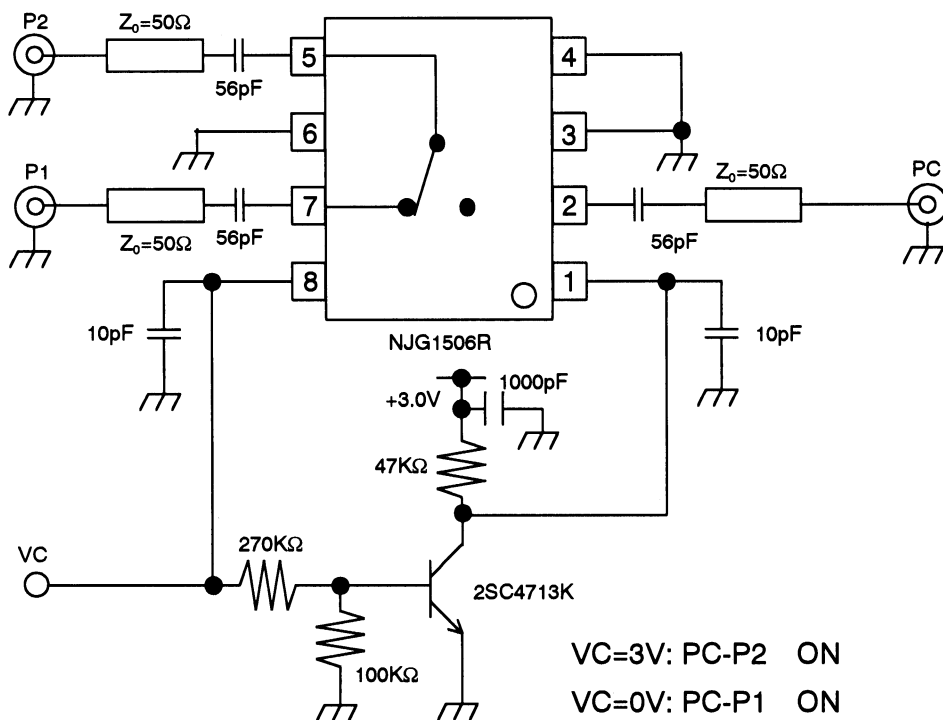 P2
Z₀=50Ω
56pF
5
6
P1
Z₀=50Ω
56pF
7
8
10pF
4
3
2
1
PC
Z₀=50Ω
56pF
10pF
NJG1506R
+3.0V
1000pF
47KΩ
VC
270KΩ
100KΩ
2SC4713K
VC=3V: PC-P2 ON
VC=0V: PC-P1 ON